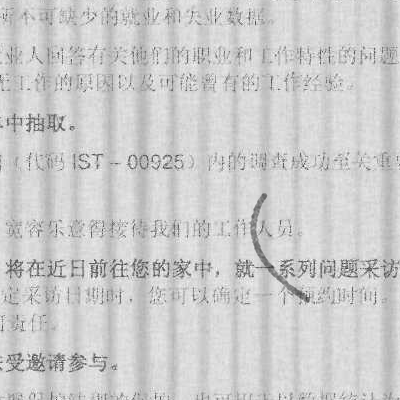 所不可缺少的就业和失业数据。
业人回答有关他们的职业和工作特性的问题
工作的原因以及可能曾有的工作经验。
中抽取。
（代码 IST – 00925）内的调查成功至关重
宽容乐意得接待我们的工作人员。
将在近日前往您的家中，就一系列问题采访
定采访日期时，您可以确定一个预约时间。
责任。
受邀请参与。